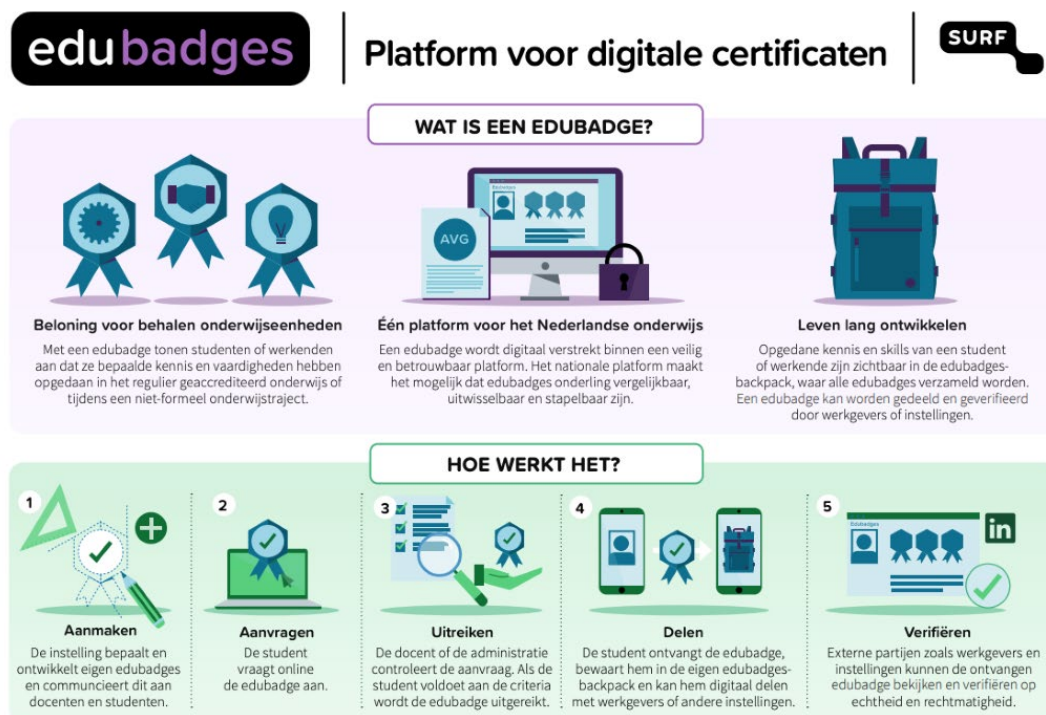 edubadges
Platform voor digitale certificaten
SURF
WAT IS EEN EDUBADGE?
AVG
Beloning voor behalen onderwijseenheden
Met een edubadge tonen studenten of werkenden
aan dat ze bepaalde kennis en vaardigheden hebben
opgedaan in het regulier geaccrediteerd onderwijs of
tijdens een niet-formeel onderwijstraject.
Één platform voor het Nederlandse onderwijs
Een edubadge wordt digitaal verstrekt binnen een veilig
en betrouwbaar platform. Het nationale platform maakt
het mogelijk dat edubadges onderling vergelijkbaar,
uitwisselbaar en stapelbaar zijn.
Leven lang ontwikkelen
Opgedane kennis en skills van een student
of werkende zijn zichtbaar in de edubadges-
backpack, waar alle edubadges verzameld worden.
Een edubadge kan worden gedeeld en geverifieerd
door werkgevers of instellingen.
HOE WERKT HET?
1
Aanmaken
De instelling bepaalt en
ontwikkelt eigen edubadges
en communcieert dit aan
docenten en studenten.
2
Aanvragen
De student
vraagt online
de edubadge aan.
3
Uitreiken
De docent of de administratie
controleert de aanvraag. Als de
student voldoet aan de criteria
wordt de edubadge uitgereikt.
4
Delen
De student ontvangt de edubadge,
bewaart hem in de eigen edubadges-
backpack en kan hem digitaal delen
met werkgevers of andere instellingen.
5
Edubadges
in
Verifiëren
Externe partijen zoals werkgevers en
instellingen kunnen de ontvangen
edubadge bekijken en verifiëren op
echtheid en rechtmatigheid.